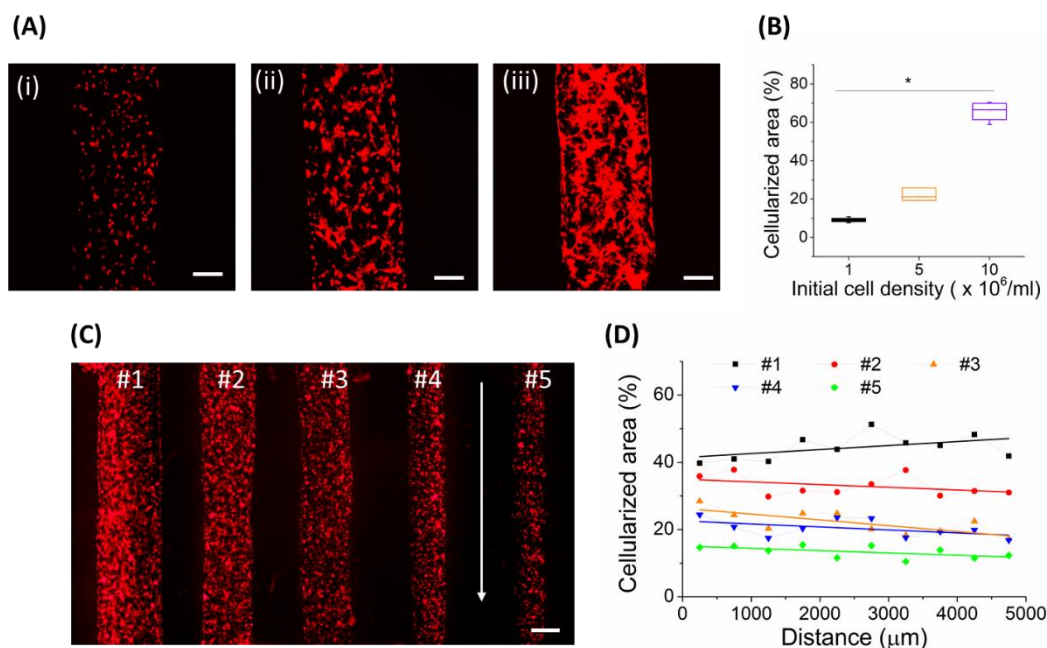 (A)
(i)
(ii)
(iii)
(B)
Cellularized area (%)
80
60
40
20
0
*
1
5
10
Initial cell density ( x 10⁶/ml)
(C)
#1
#2
#3
#4
#5
(D)
Cellularized area (%)
60
40
20
0
#1
#2
#3
#4
#5
0
1000
2000
3000
4000
5000
Distance (μm)